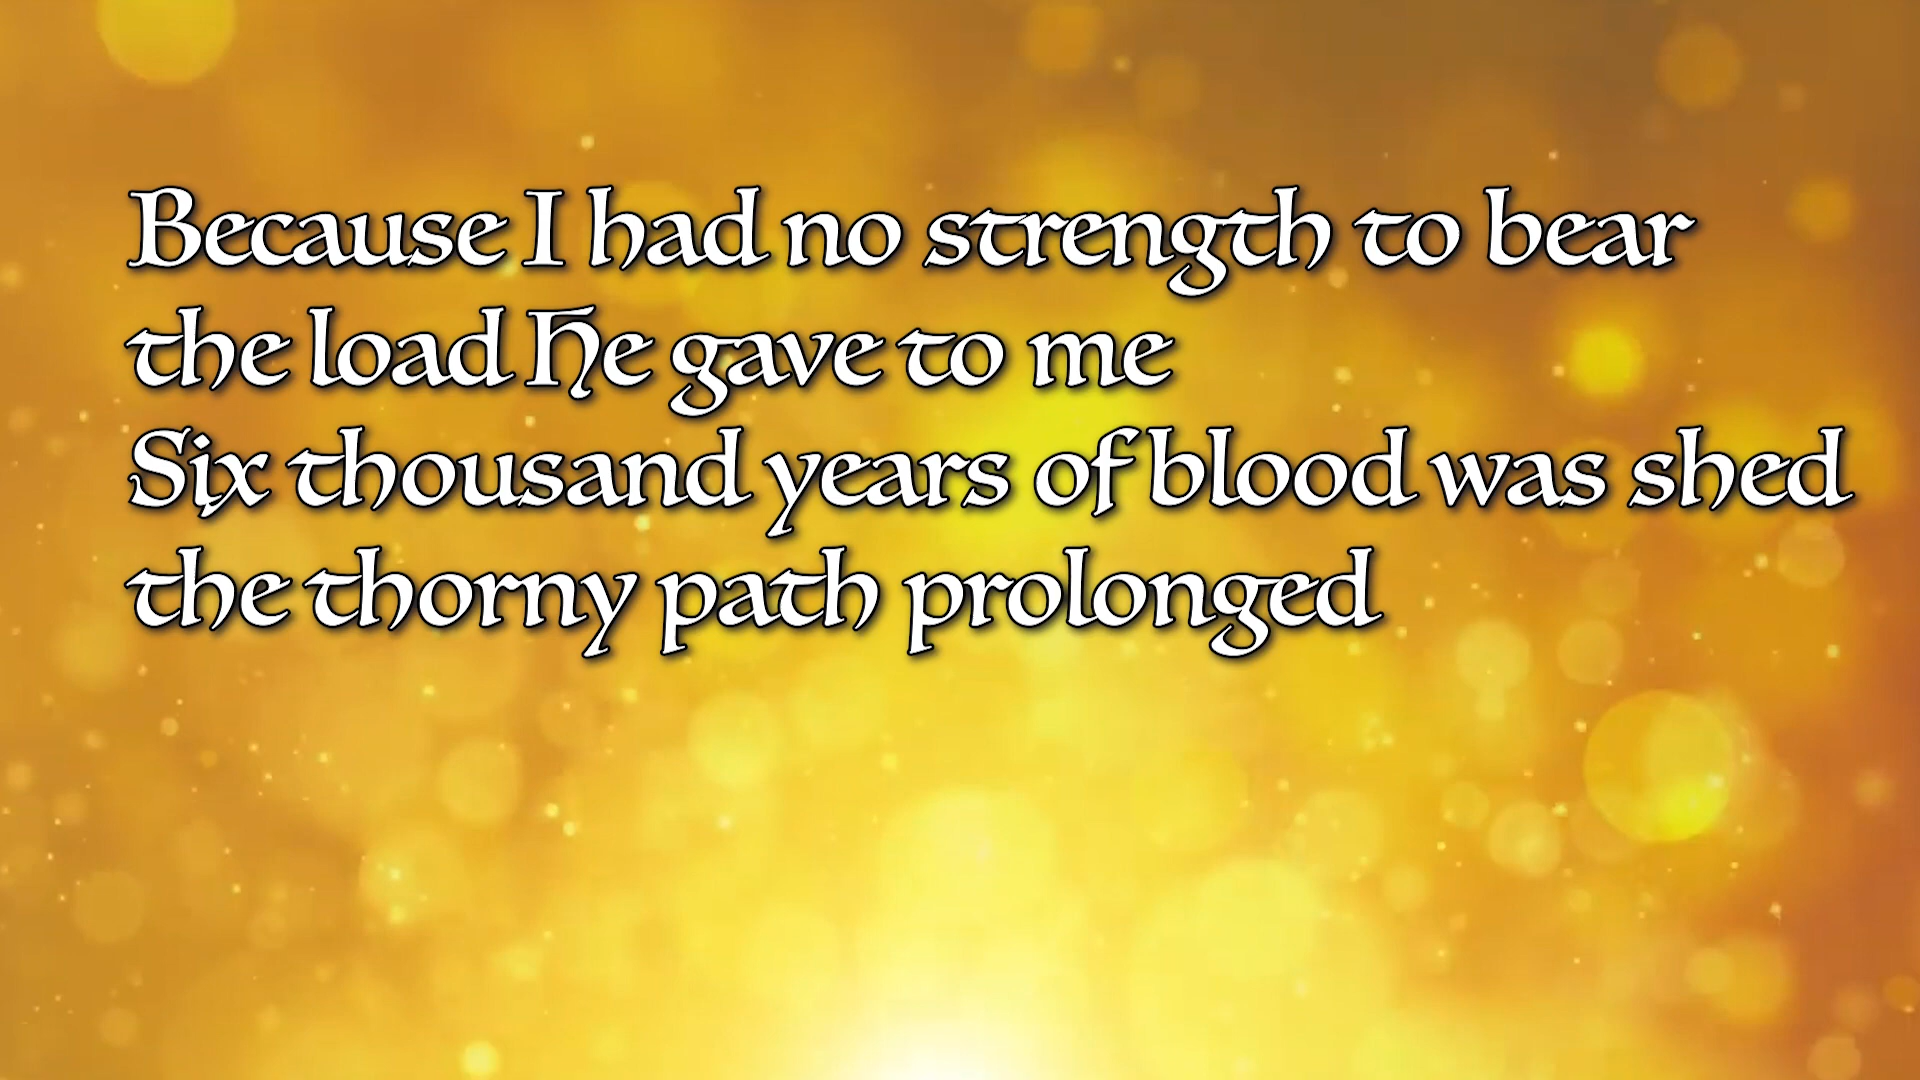 Because I had no strength to bear
the load He gave to me
Six thousand years of blood was shed
the thorny path prolonged